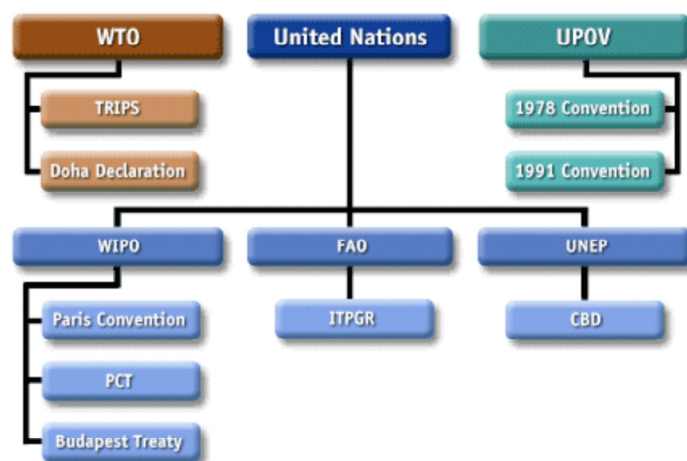 WTO
United Nations
UPOV
TRIPS
1978 Convention
Doha Declaration
1991 Convention
WIPO
FAO
UNEP
Paris Convention
ITPGR
CBD
PCT
Budapest Treaty